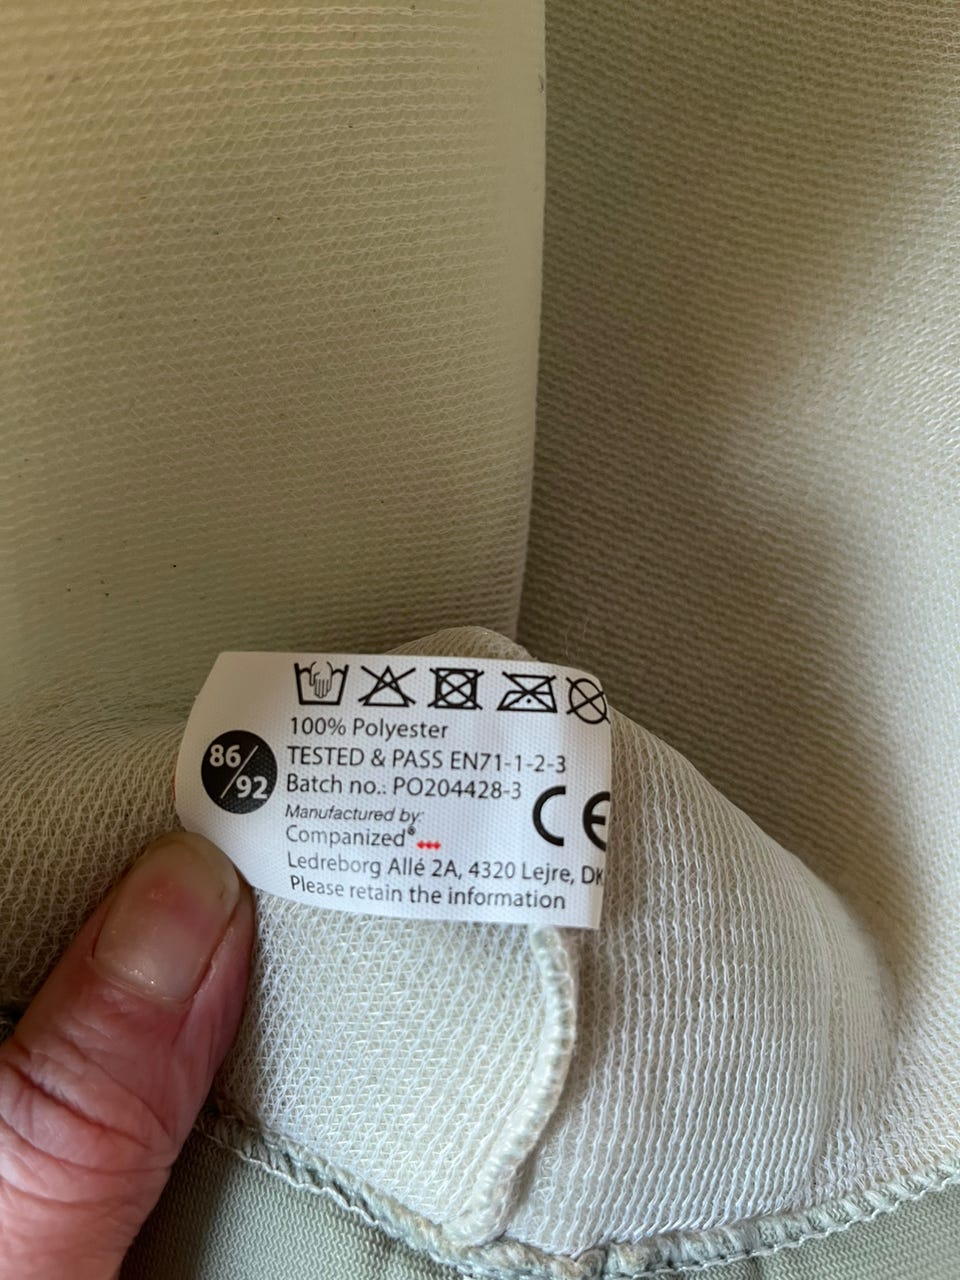 86/92
100% Polyester
TESTED & PASS EN71-1-2-3
Batch no.: PO204428-3
CE
Manufactured by:
Companized®
Ledreborg Allé 2A, 4320 Lejre, DK
Please retain the information